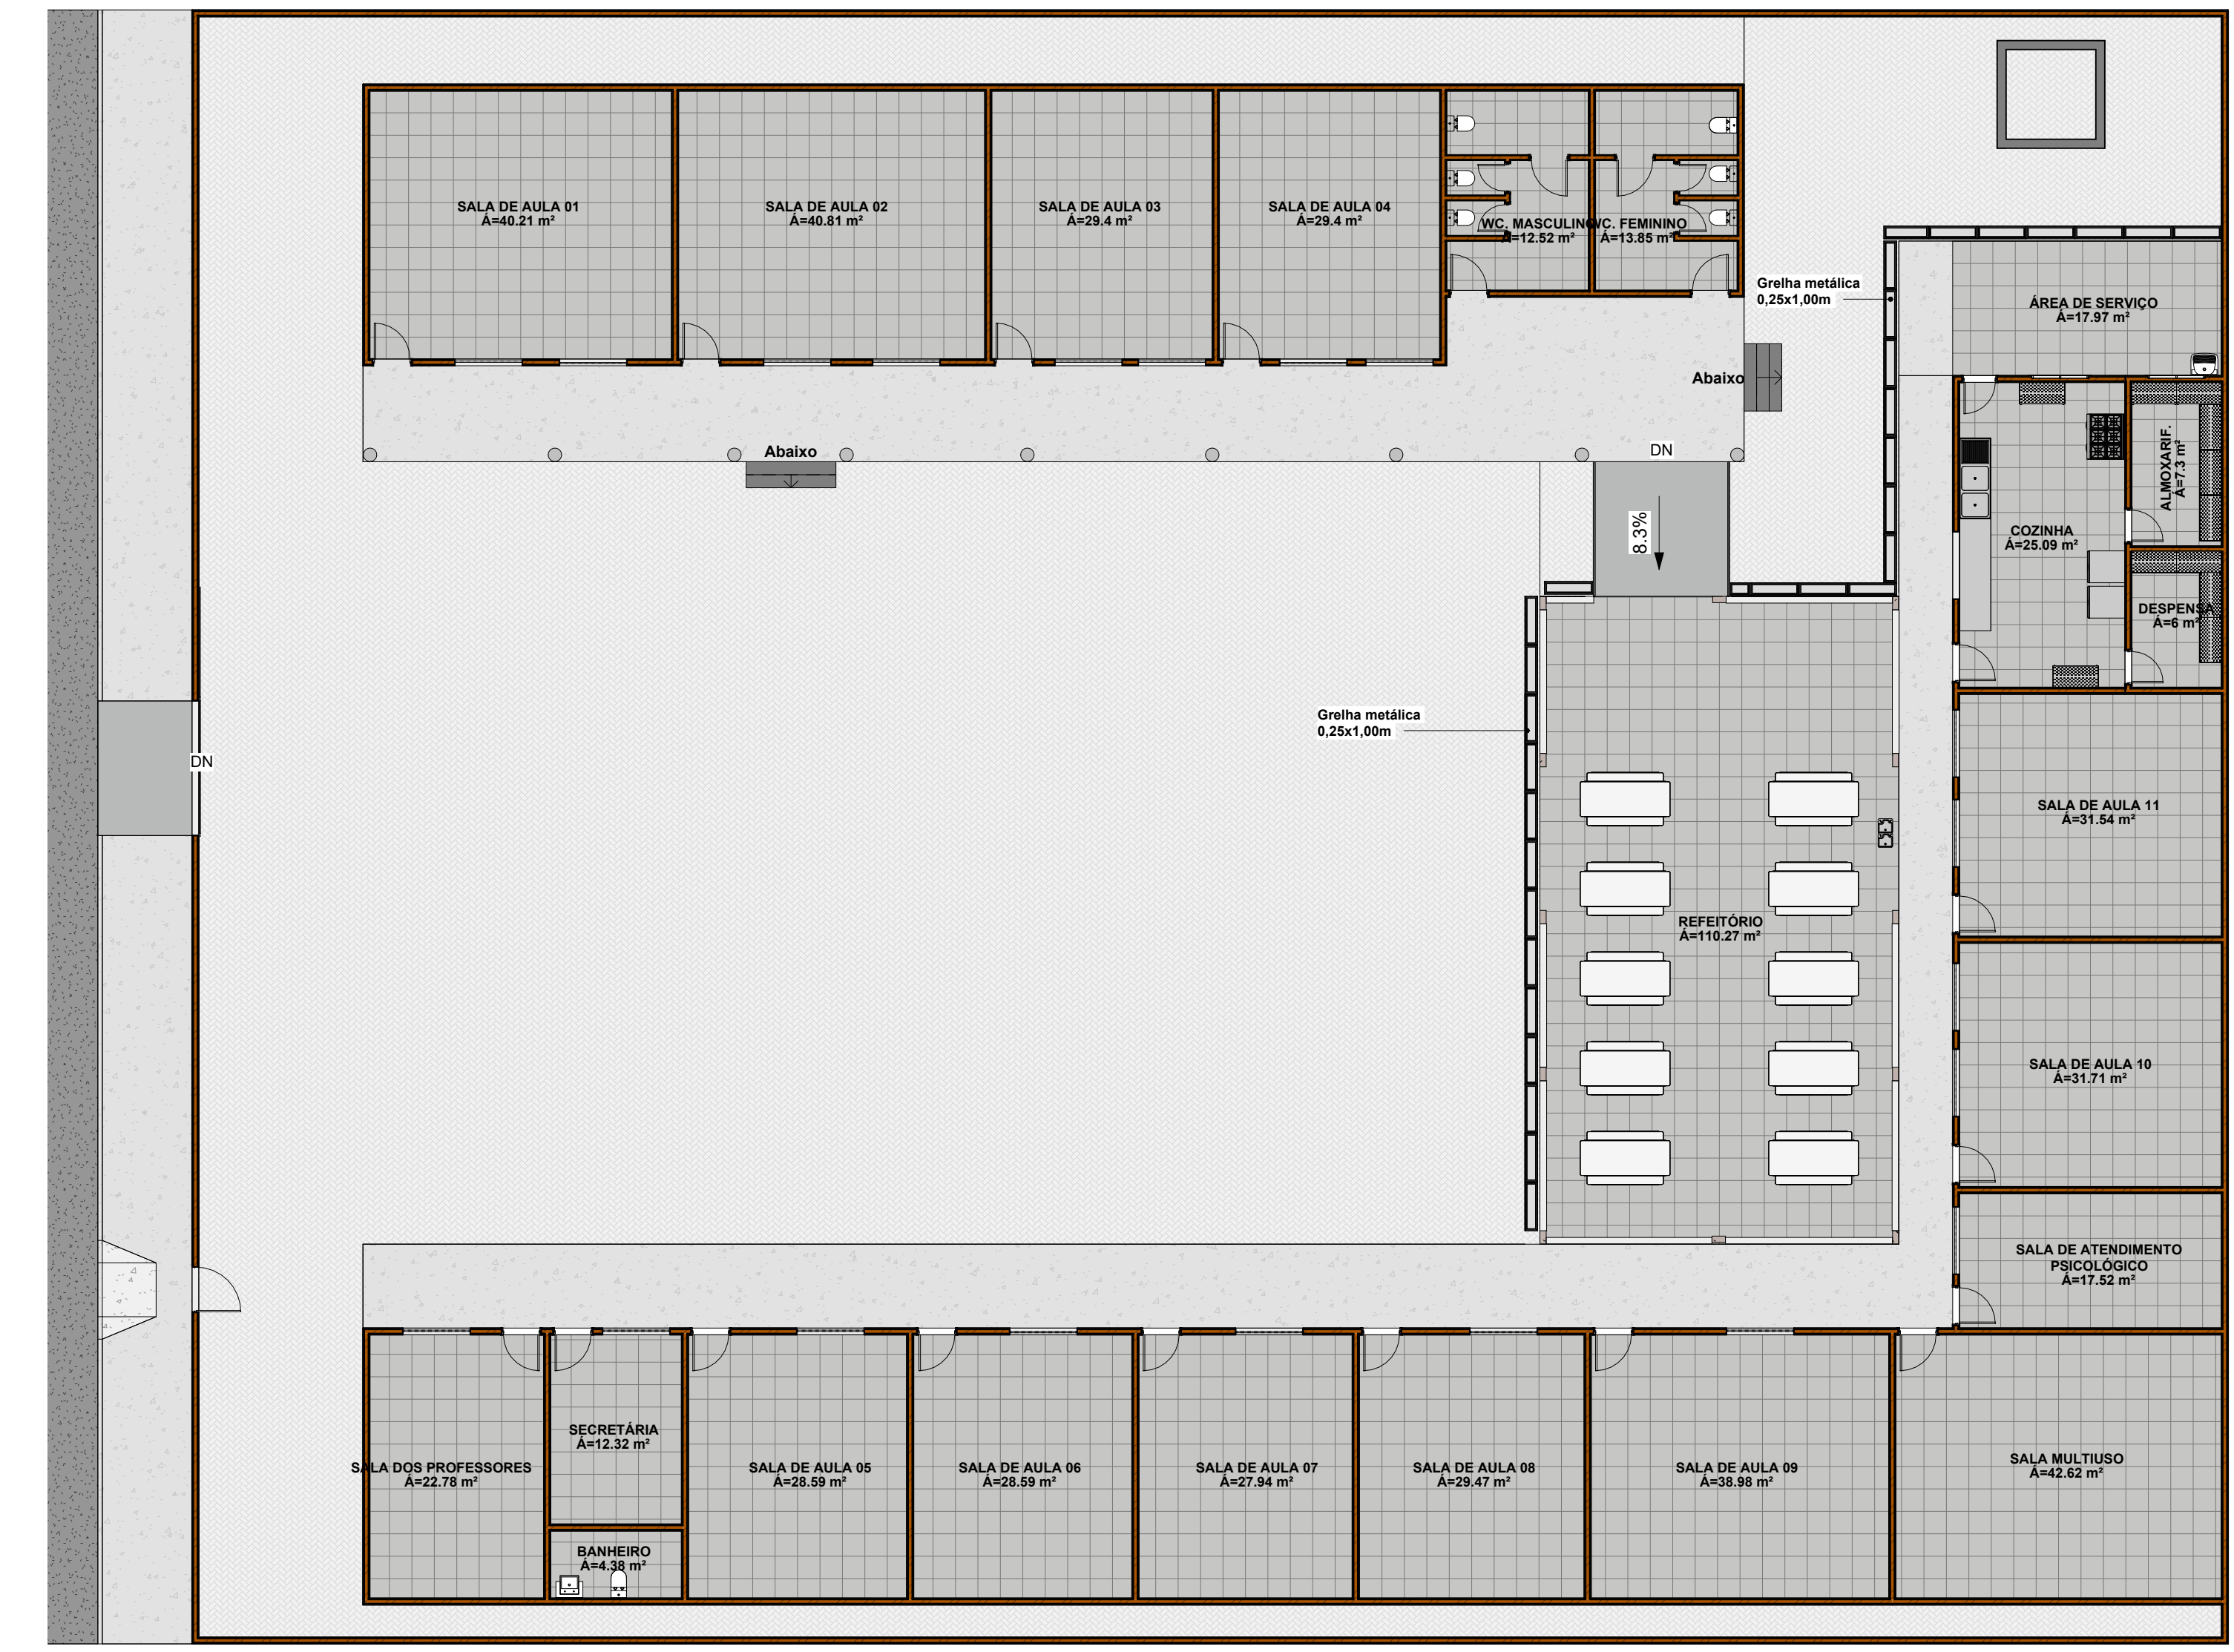 SALA DE AULA 01
Á=40.21 m²
SALA DE AULA 02
Á=40.81 m²
SALA DE AULA 03
Á=29.4 m²
SALA DE AULA 04
Á=29.4 m²
WC. MASCULINO
Á=12.52 m²
WC. FEMININO
Á=13.85 m²
Grelha metálica
0,25x1,00m
ÁREA DE SERVIÇO
Á=17.97 m²
Abaixo
Abaixo
DN
8.3%
ALMOXARIF.
Á=7.3 m²
COZINHA
Á=25.09 m²
DESPENSA
Á=6 m²
Grelha metálica
0,25x1,00m
DN
SALA DE AULA 11
Á=31.54 m²
REFEITÓRIO
Á=110.27 m²
SALA DE AULA 10
Á=31.71 m²
SALA DE ATENDIMENTO
PSICOLÓGICO
Á=17.52 m²
SALA DOS PROFESSORES
Á=22.78 m²
SECRETÁRIA
Á=12.32 m²
BANHEIRO
Á=4.38 m²
SALA DE AULA 05
Á=28.59 m²
SALA DE AULA 06
Á=28.59 m²
SALA DE AULA 07
Á=27.94 m²
SALA DE AULA 08
Á=29.47 m²
SALA DE AULA 09
Á=38.98 m²
SALA MULTIUSO
Á=42.62 m²